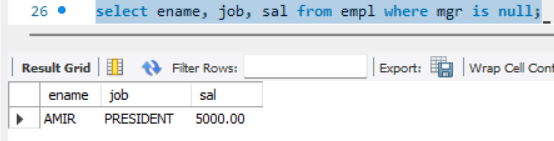 26 select ename, job, sal from empl where mgr is null;
Result Grid Filter Rows: Export: Wrap Cell Cont
ename job sal
AMIR PRESIDENT 5000.00